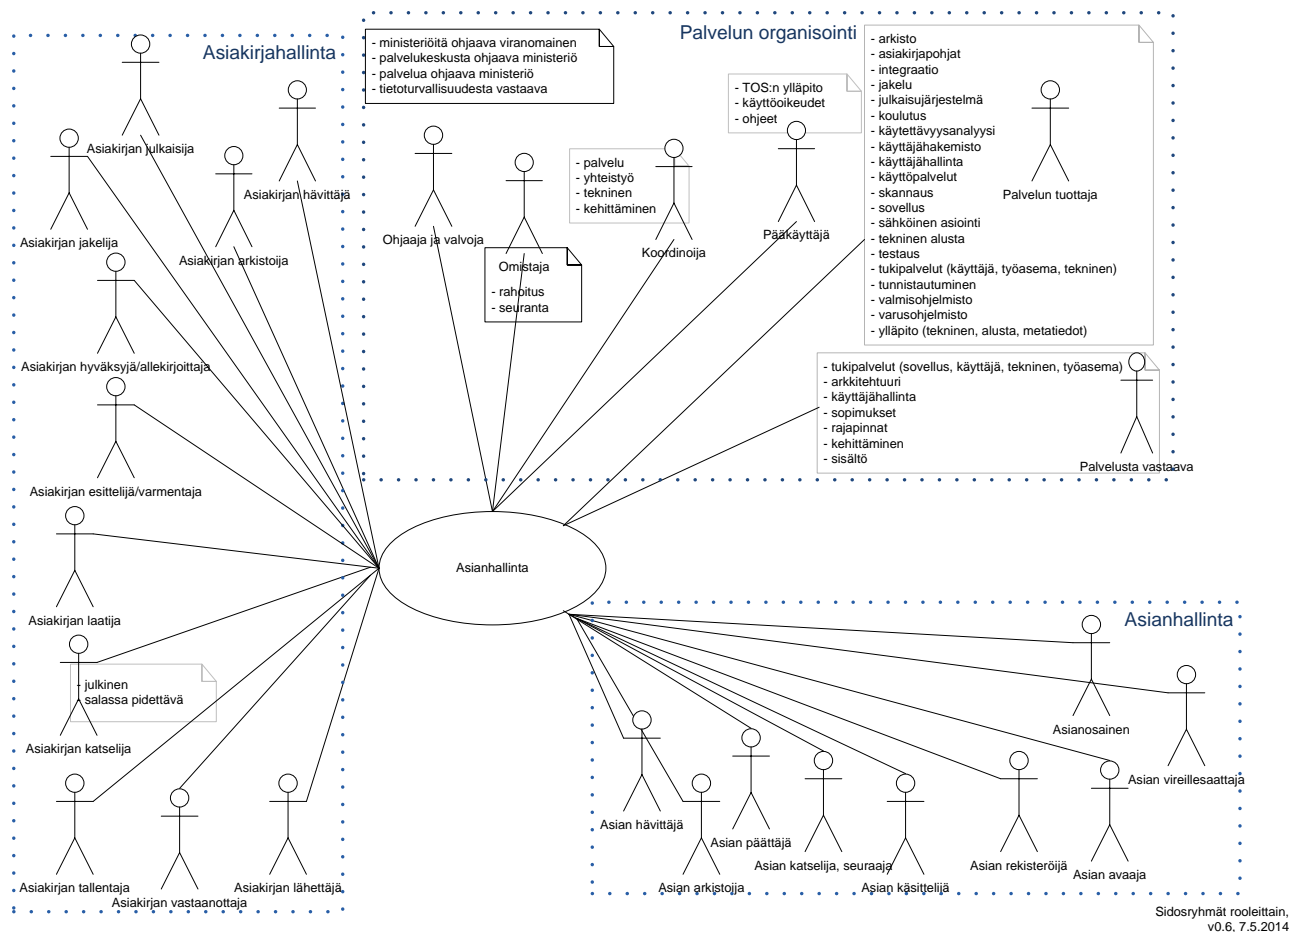 Asiakirjahallinta
Asiakirjan julkaisija
Asiakirjan hävittäjä
Asiakirjan jakelija
Asiakirjan arkistoija
Asiakirjan hyväksyjä/allekirjoittaja
Asiakirjan esittelijä/varmentaja
Asiakirjan laatija
- julkinen
- salassa pidettävä
Asiakirjan katselija
Asiakirjan tallentaja
Asiakirjan vastaanottaja
Asiakirjan lähettäjä
Palvelun organisointi
- ministeriöitä ohjaava viranomainen
- palvelukeskusta ohjaava ministeriö
- palvelua ohjaava ministeriö
- tietoturvallisuudesta vastaava
Ohjaaja ja valvoja
Omistaja
- rahoitus
- seuranta
- palvelu
- yhteistyö
- tekninen
- kehittäminen
Koordinoija
- TOS:n ylläpito
- käyttöoikeudet
- ohjeet
Pääkäyttäjä
- arkisto
- asiakirjapohjat
- integraatio
- jakelu
- julkaisujärjestelmä
- koulutus
- käytettävyysanalyysi
- käyttäjähakemisto
- käyttäjähallinta
- käyttöpalvelut
- skannaus
- sovellus
- sähköinen asiointi
- tekninen alusta
- testaus
- tukipalvelut (käyttäjä, työasema, tekninen)
- tunnistautuminen
- valmisohjelmisto
- varusohjelmisto
- ylläpito (tekninen, alusta, metatiedot)
Palvelun tuottaja
- tukipalvelut (sovellus, käyttäjä, tekninen, työasema)
- arkkitehtuuri
- käyttäjähallinta
- sopimukset
- rajapinnat
- kehittäminen
- sisältö
Palvelusta vastaava
Asianhallinta
Asianhallinta
Asianosainen
Asian vireillesaattaja
Asian hävittäjä
Asian arkistoija
Asian päättäjä
Asian katselija, seuraaja
Asian käsittelijä
Asian rekisteröijä
Asian avaaja
Sidosryhmät rooleittain,
v0.6, 7.5.2014